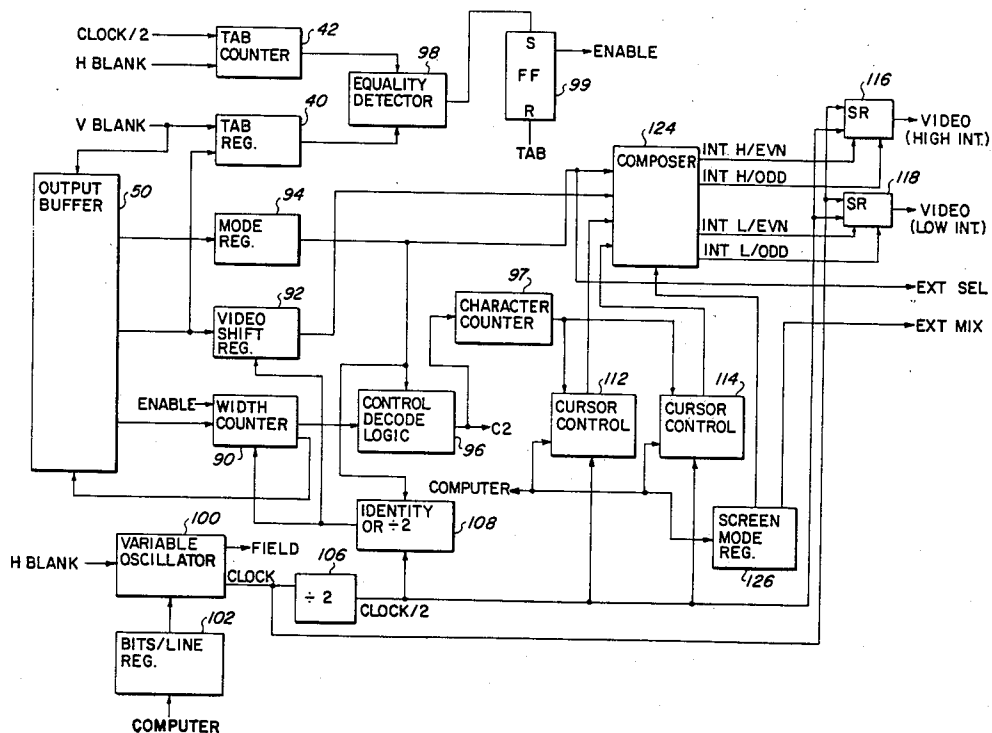 CLOCK/2
H BLANK
TAB
COUNTER
42
EQUALITY
DETECTOR
98
S
FF
R
99
ENABLE
TAB
V BLANK
TAB
REG.
40
OUTPUT
BUFFER
50
MODE
REG.
94
VIDEO
SHIFT
REG.
92
ENABLE
WIDTH
COUNTER
90
CONTROL
DECODE
LOGIC
96
C2
CHARACTER
COUNTER
97
COMPOSER
124
INT. H/EVN
INT. H/ODD
INT. L/EVN
INT. L/ODD
SR
116
VIDEO
(HIGH INT.)
SR
118
VIDEO
(LOW INT.)
EXT SEL
EXT MIX
CURSOR
CONTROL
112
CURSOR
CONTROL
114
COMPUTER
SCREEN
MODE
REG.
126
IDENTITY
OR ÷2
108
H BLANK
VARIABLE
OSCILLATOR
100
FIELD
CLOCK
÷ 2
106
CLOCK/2
BITS/LINE
REG.
102
COMPUTER